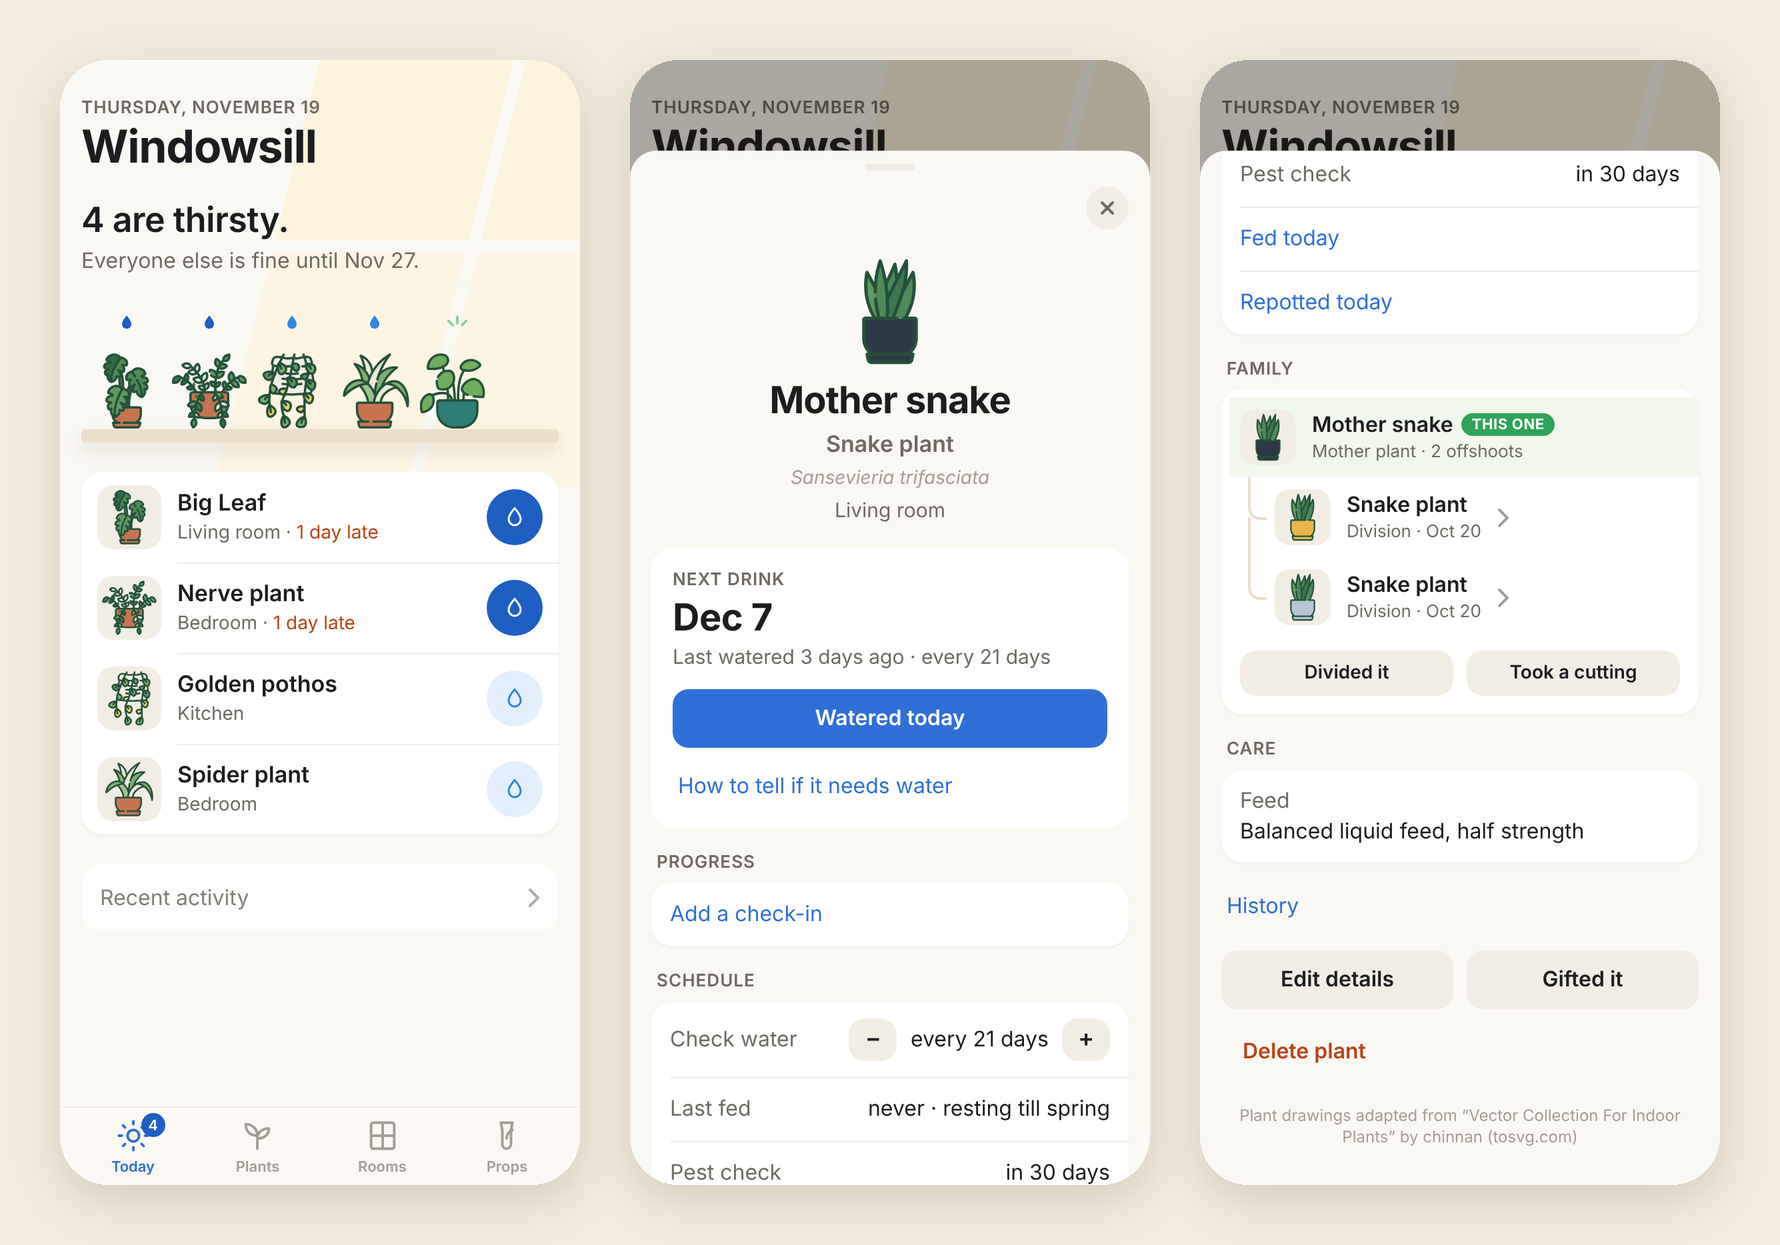 THURSDAY, NOVEMBER 19
Windowsill
4 are thirsty.
Everyone else is fine until Nov 27.
Big Leaf
Living room · 1 day late
Nerve plant
Bedroom · 1 day late
Golden pothos
Kitchen
Spider plant
Bedroom
Recent activity
4
Today
Plants
Rooms
Props
THURSDAY, NOVEMBER 19
Windowsill
Mother snake
Snake plant
Sansevieria trifasciata
Living room
NEXT DRINK
Dec 7
Last watered 3 days ago · every 21 days
Watered today
How to tell if it needs water
PROGRESS
Add a check-in
SCHEDULE
Check water − every 21 days +
Last fed never · resting till spring
Pest check in 30 days
THURSDAY, NOVEMBER 19
Windowsill
Pest check in 30 days
Fed today
Repotted today
FAMILY
Mother snake THIS ONE
Mother plant · 2 offshoots
Snake plant
Division · Oct 20
Snake plant
Division · Oct 20
Divided it Took a cutting
CARE
Feed
Balanced liquid feed, half strength
History
Edit details Gifted it
Delete plant
Plant drawings adapted from “Vector Collection For Indoor
Plants” by chinnan (tosvg.com)